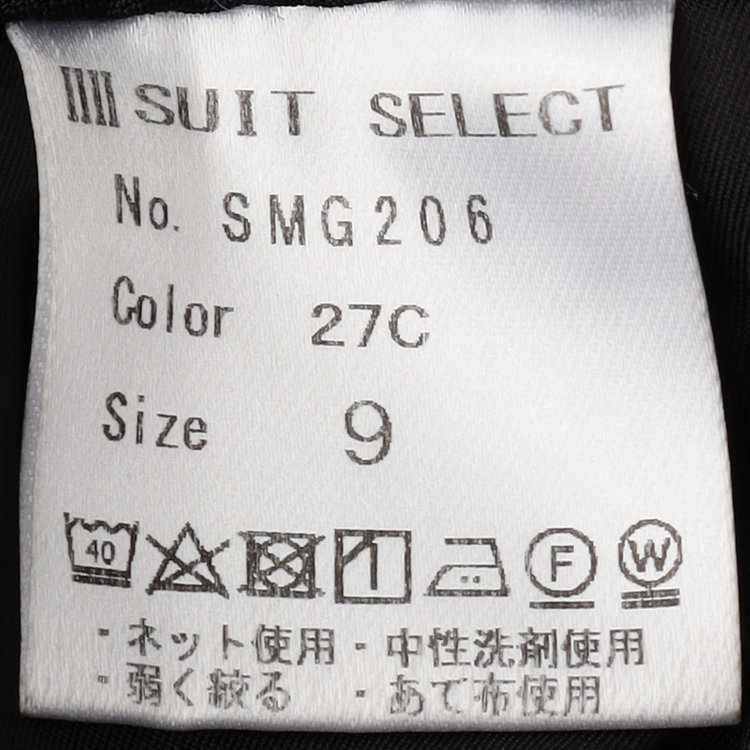 SUIT SELECT
No. SMG206
Color 27C
Size 9
40 F W
・ネット使用・中性洗剤使用
・弱く絞る ・あて布使用